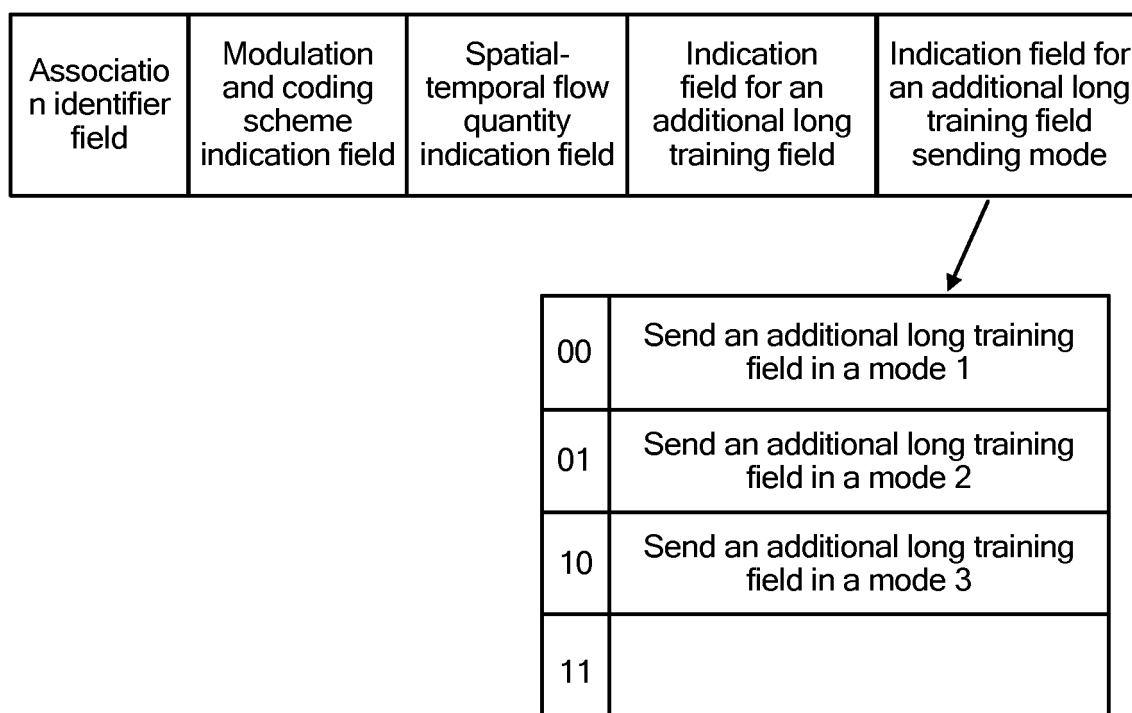 Associatio
n identifier
field
Modulation
and coding
scheme
indication field
Spatial-
temporal flow
quantity
indication field
Indication
field for an
additional long
training field
Indication field for
an additional long
training field
sending mode
00
Send an additional long training
field in a mode 1
01
Send an additional long training
field in a mode 2
10
Send an additional long training
field in a mode 3
11